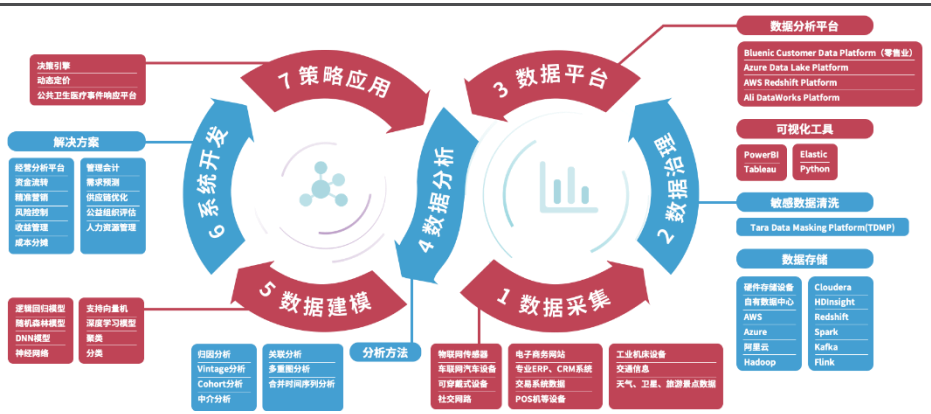 7 策略应用
决策引擎
动态定价
公共卫生医疗事件响应平台
6 系统开发
解决方案
经营分析平台
资金流转
精准营销
风险控制
收益管理
成本分摊
管理会计
需求预测
供应链优化
公益组织评估
人力资源管理
5 数据建模
逻辑回归模型
随机森林模型
DNN模型
神经网络
支持向量机
深度学习模型
聚类
分类
4 数据分析
分析方法
归因分析
Vintage分析
Cohort分析
中介分析
关联分析
多重图分析
合并时间序列分析
3 数据平台
数据分析平台
Bluenic Customer Data Platform（零售业）
Azure Data Lake Platform
AWS Redshift Platform
Ali DataWorks Platform
可视化工具
PowerBI
Tableau
Elastic
Python
2 数据治理
敏感数据清洗
Tara Data Masking Platform(TDMP)
数据存储
硬件存储设备
自有数据中心
AWS
Azure
阿里云
Hadoop
Cloudera
HDInsight
Redshift
Spark
Kafka
Flink
1 数据采集
物联网传感器
车联网汽车设备
可穿戴式设备
社交网路
电子商务网站
专业ERP、CRM系统
交易系统数据
POS机等设备
工业机床设备
交通信息
天气、卫星、旅游景点数据